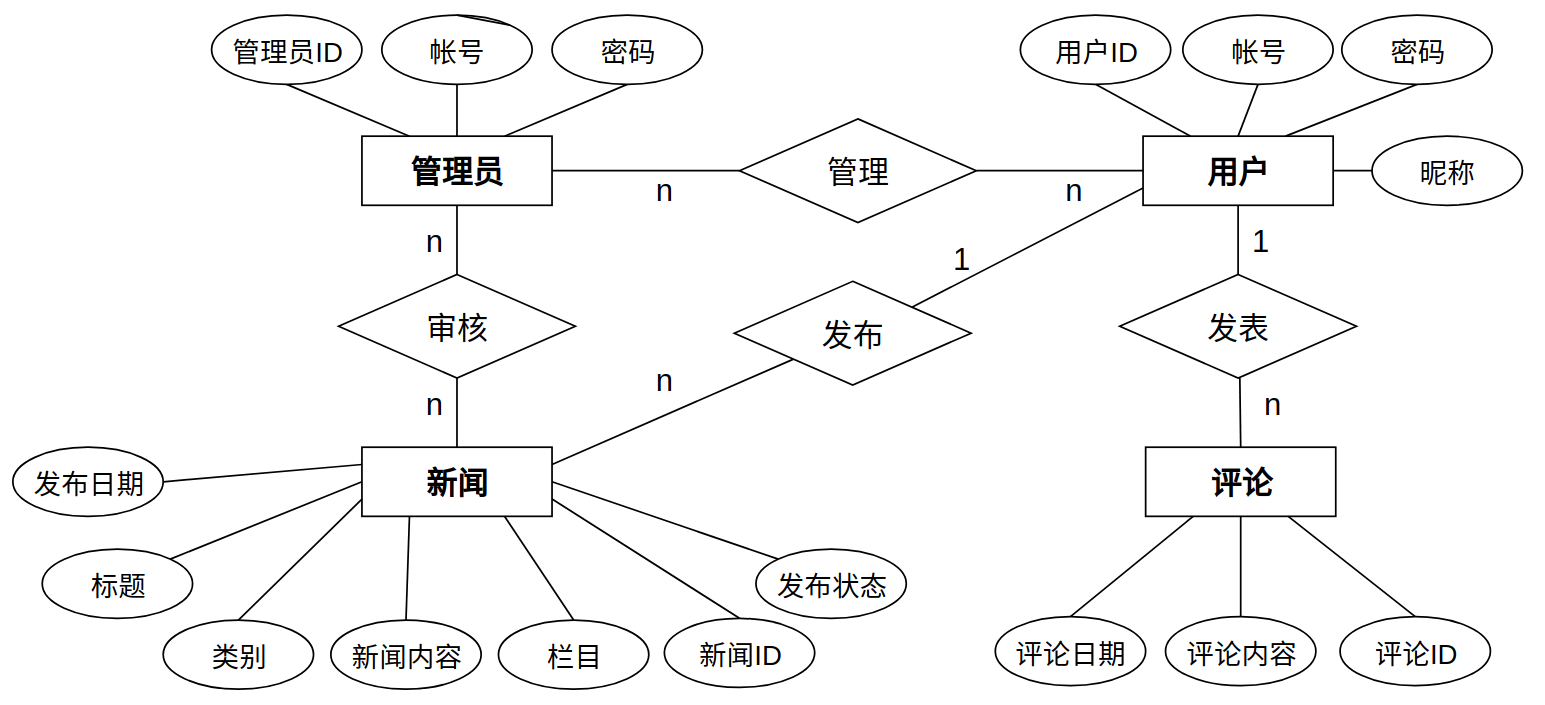 管理员ID
帐号
密码
用户ID
帐号
密码
管理员
管理
用户
昵称
n
n
n
1
1
审核
发布
发表
n
n
n
新闻
评论
发布日期
标题
发布状态
类别
新闻内容
栏目
新闻ID
评论日期
评论内容
评论ID